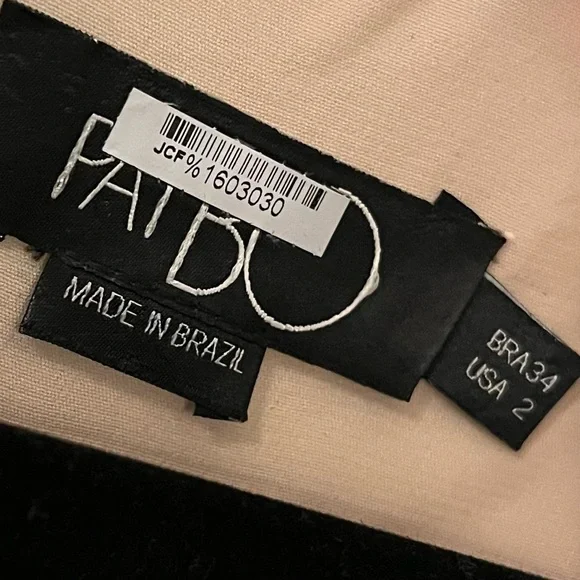 PATBO
JCF%1603030
MADE IN BRAZIL
BRA34
USA 2